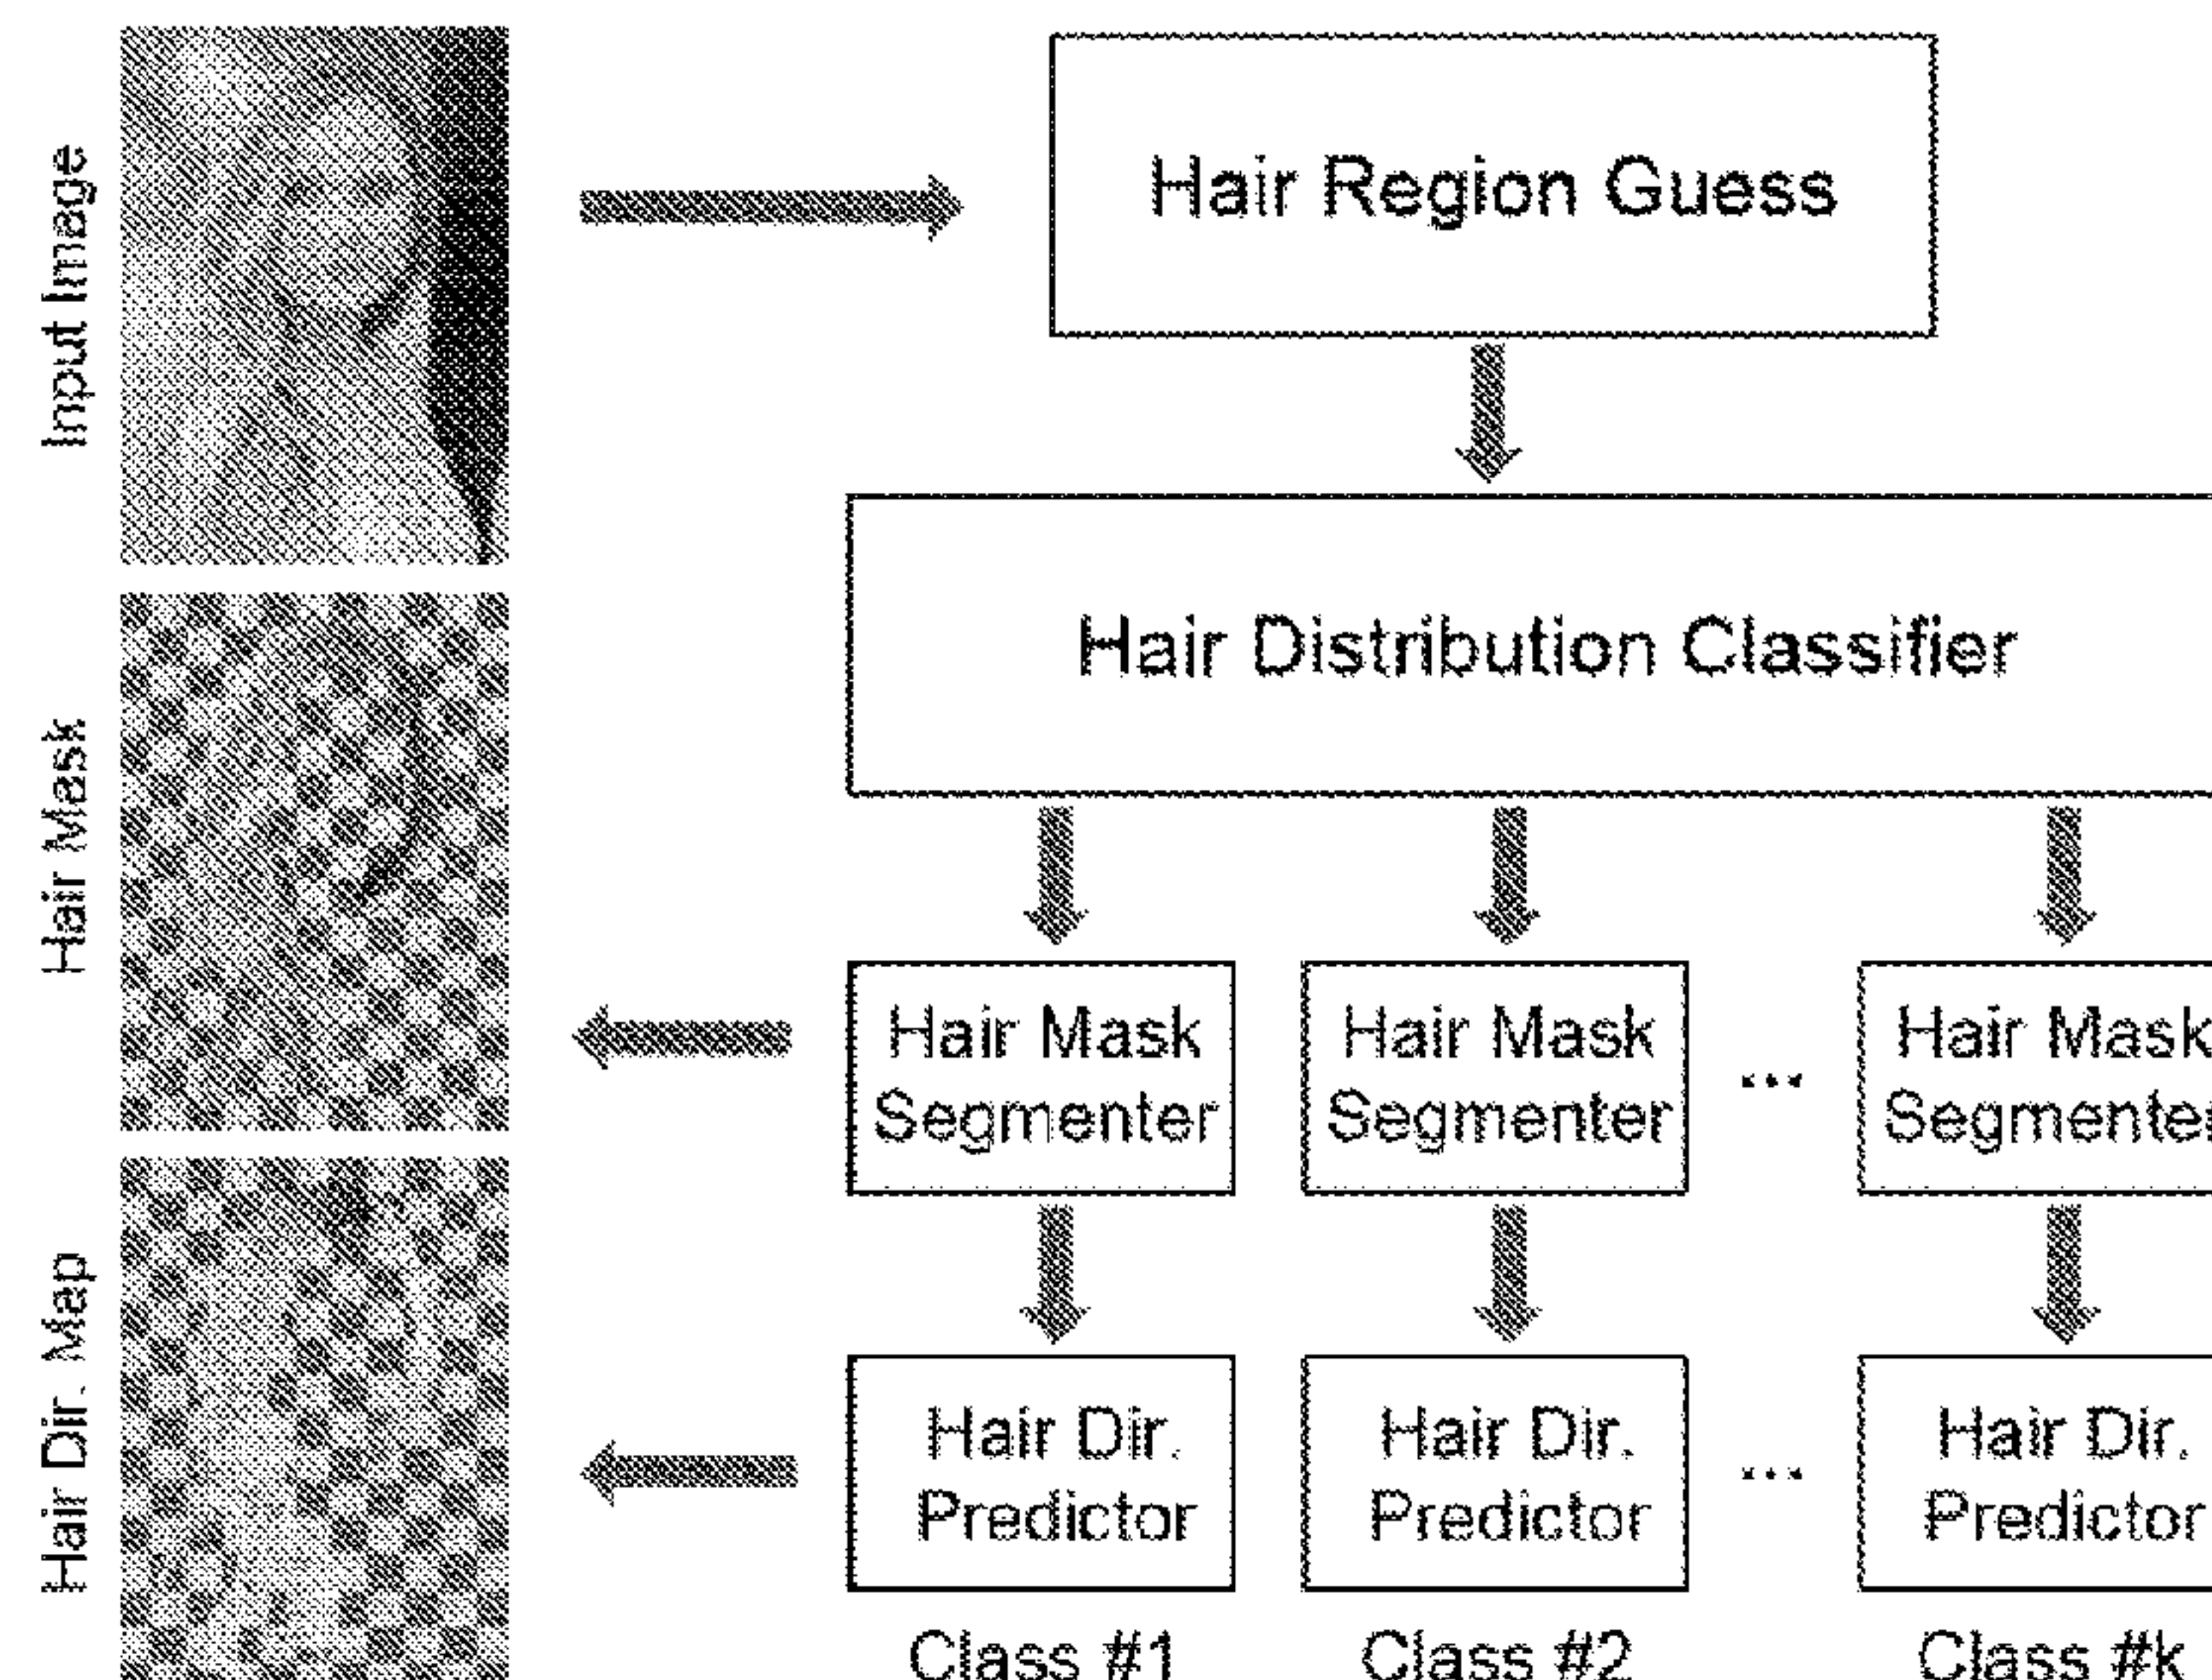 Input Image
Hair Region Guess
Hair Distribution Classifier
Hair Mask
Hair Mask
Segmenter
Hair Mask
Segmenter
...
Hair Mask
Segmenter
Hair Dir. Map
Hair Dir.
Predictor
Hair Dir.
Predictor
...
Hair Dir.
Predictor
Class #1
Class #2
Class #k